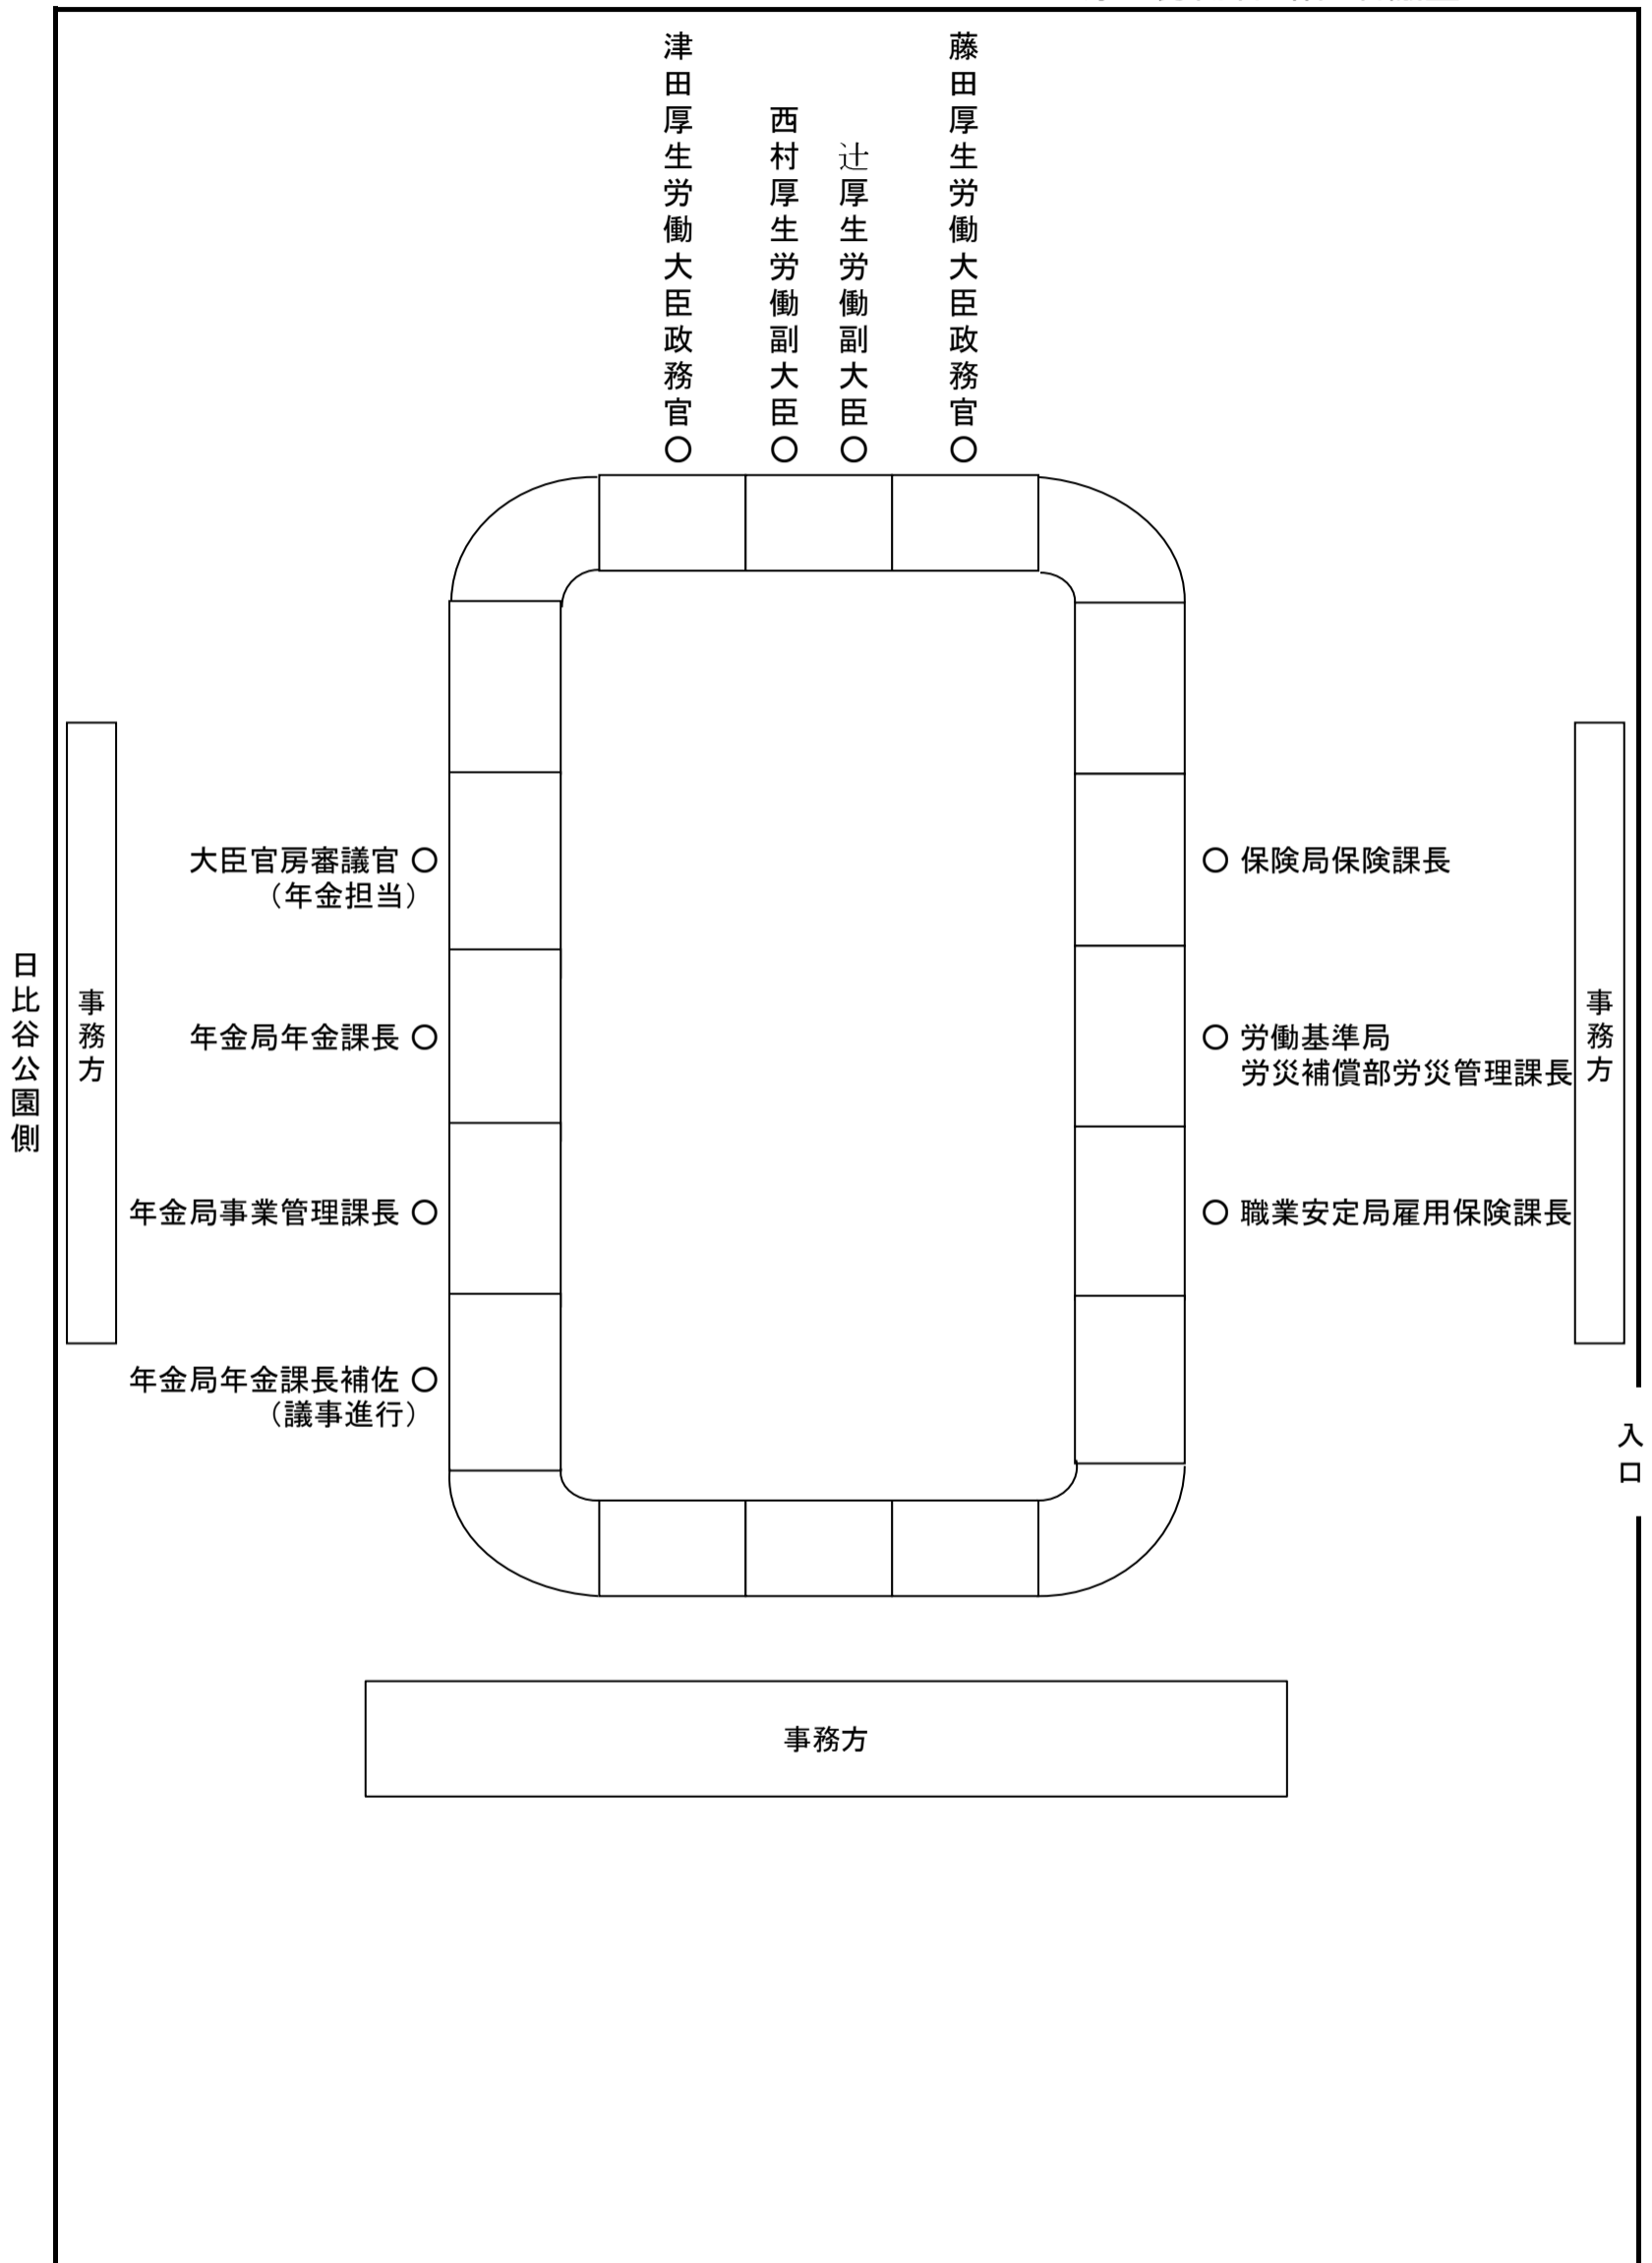 津田厚生労働大臣政務官○
西村厚生労働副大臣○
辻厚生労働副大臣○
藤田厚生労働大臣政務官○
大臣官房審議官 ○
（年金担当）
○ 保険局保険課長
日比谷公園側
事務方
年金局年金課長 ○
○ 労働基準局
労災補償部労災管理課長
事務方
年金局事業管理課長 ○
○ 職業安定局雇用保険課長
年金局年金課長補佐 ○
（議事進行）
入口
事務方